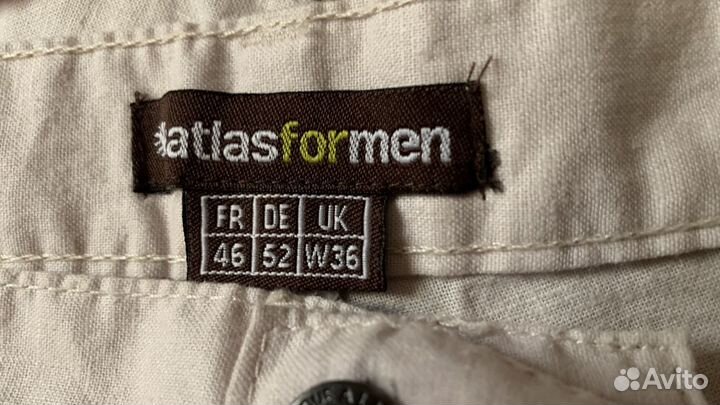 atlasformen
FR DE UK
46 52 W36
Avito